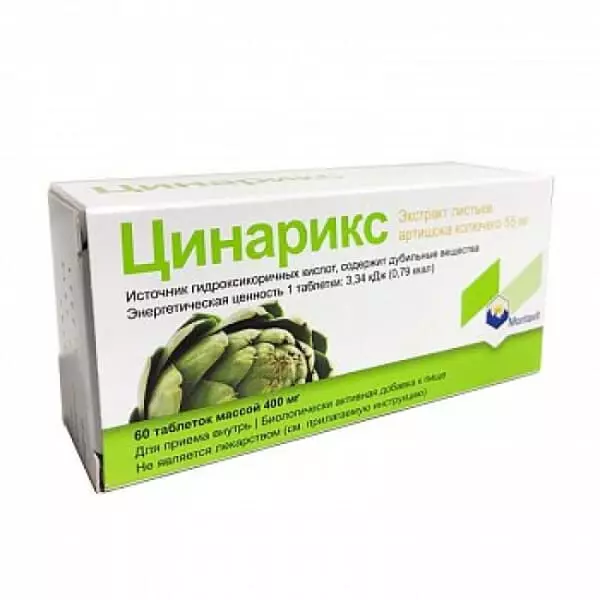 Цинарикс
ЦИНАРИКС
Экстракт листьев
артишока колючего 55 мг
Источник гидроксикоричных кислот, содержит дубильные вещества
Энергетическая ценность 1 таблетки: 3,34 кДж (0,79 ккал)
Montavit
60 таблеток массой 400 мг
Для приема внутрь | Биологически активная добавка к пище
Не является лекарством (см. прилагаемую инструкцию)